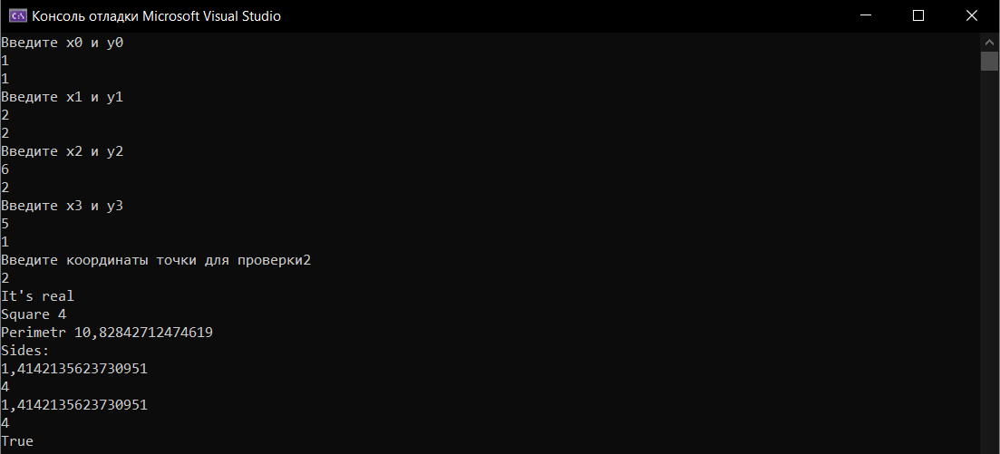 Консоль отладки Microsoft Visual Studio
Введите x0 и y0
1
1
Введите x1 и y1
2
2
Введите x2 и y2
6
2
Введите x3 и y3
5
1
Введите координаты точки для проверки2
2
It's real
Square 4
Perimetr 10,82842712474619
Sides:
1,4142135623730951
4
1,4142135623730951
4
True